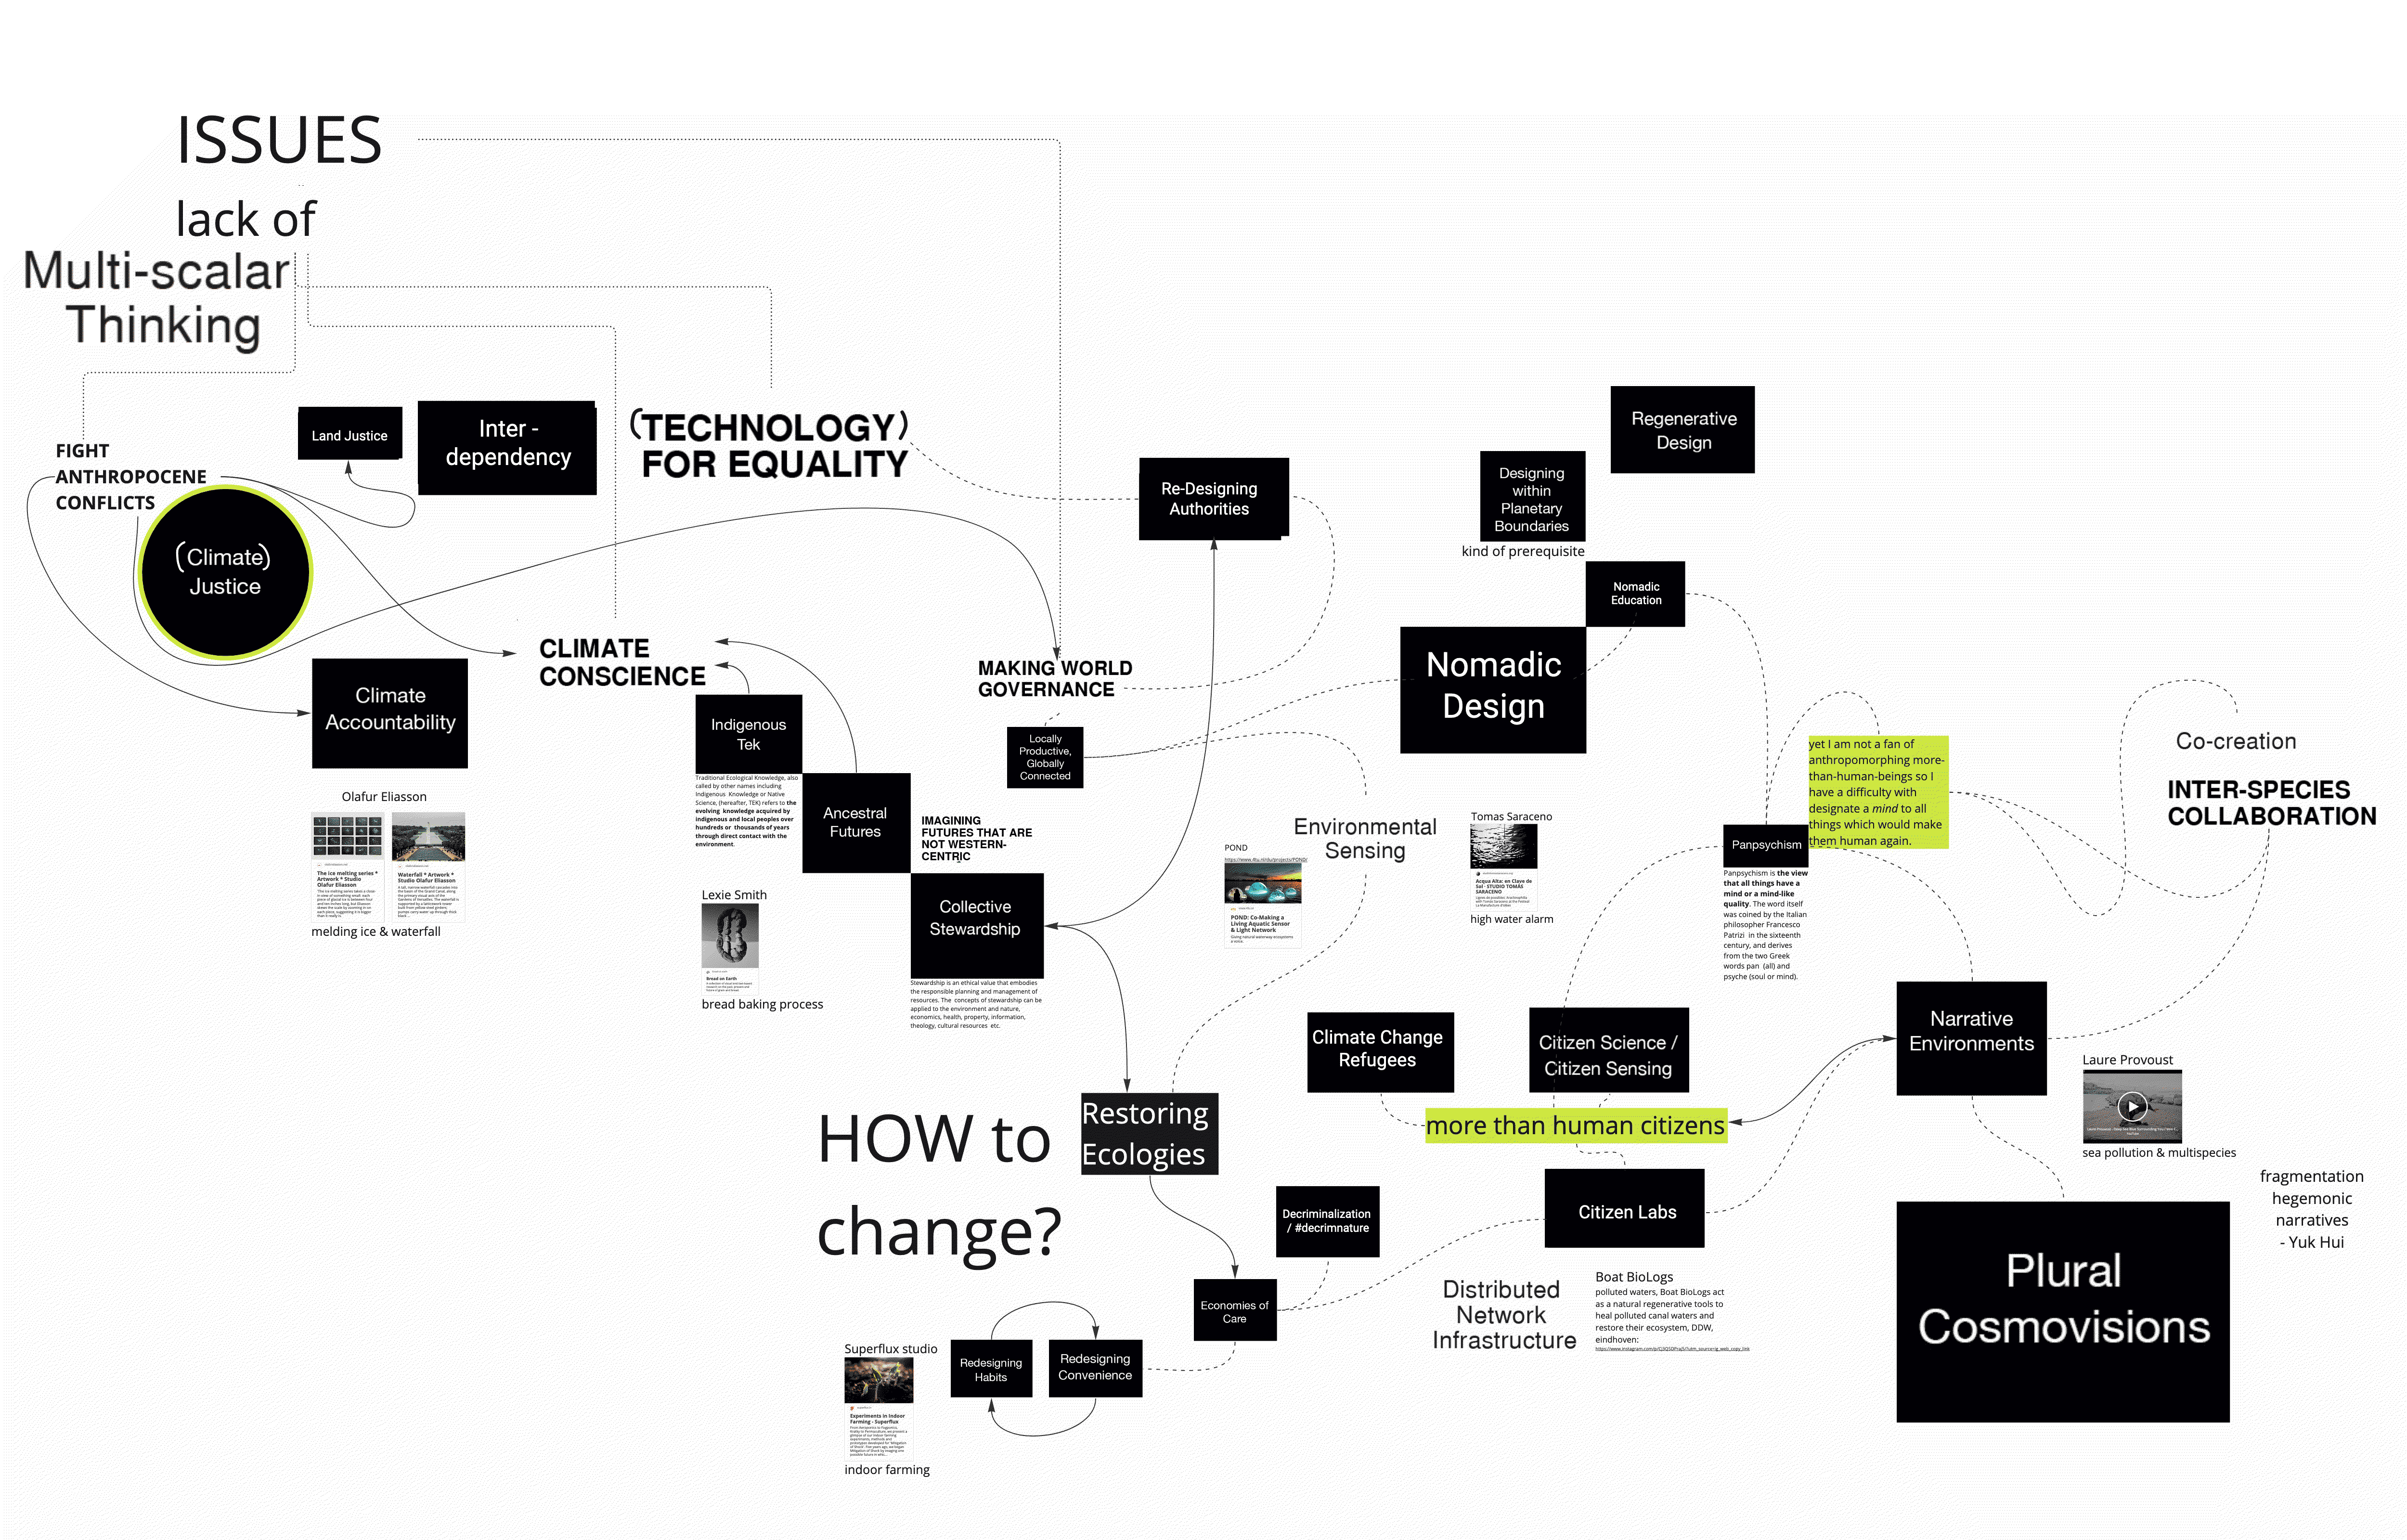 ISSUES
lack of
Multi-scalar
Thinking
FIGHT
ANTHROPOCENE
CONFLICTS
(Climate)
Justice
Land Justice
Inter -
dependency
(TECHNOLOGY)
FOR EQUALITY
Climate
Accountability
Olafur Eliasson
The ice melting series *
Artwork * Studio
Olafur Eliasson
Waterfall * Artwork *
Studio Olafur Eliasson
melding ice & waterfall
CLIMATE
CONSCIENCE
Indigenous
Tek
Traditional Ecological Knowledge, also
called by other names including
Indigenous Knowledge or Native
Science, (hereafter, TEK) refers to the
evolving knowledge acquired by
indigenous and local peoples over
hundreds or thousands of years
through direct contact with the
environment.
Ancestral
Futures
IMAGINING
FUTURES THAT ARE
NOT WESTERN-
CENTRIC
Lexie Smith
Bread on Earth
bread baking process
Collective
Stewardship
Stewardship is an ethical value that embodies
the responsible planning and management of
resources. The concepts of stewardship can be
applied to the environment and nature,
economics, health, property, information,
theology, cultural resources etc.
MAKING WORLD
GOVERNANCE
Locally
Productive,
Globally
Connected
Re-Designing
Authorities
Designing
within
Planetary
Boundaries
kind of prerequisite
Regenerative
Design
Nomadic
Education
Nomadic
Design
Environmental
Sensing
POND
POND: Co-Making a
Living Aquatic Sensor
& Light Network
Giving natural waterway ecosystems
a voice.
Tomas Saraceno
Acqua Alta: en Clave de
Sol - STUDIO TOMÁS
SARACENO
high water alarm
Panpsychism
yet I am not a fan of
anthropomorphing more-
than-human-beings so I
have a difficulty with
designate a mind to all
things which would make
them human again.
Panpsychism is the view
that all things have a
mind or a mind-like
quality. The word itself
was coined by the Italian
philosopher Francesco
Patrizi in the sixteenth
century, and derives
from the two Greek
words pan (all) and
psyche (soul or mind).
Co-creation
INTER-SPECIES
COLLABORATION
Narrative
Environments
Laure Provoust
sea pollution & multispecies
fragmentation
hegemonic
narratives
- Yuk Hui
Plural
Cosmovisions
Climate Change
Refugees
Citizen Science /
Citizen Sensing
more than human citizens
Citizen Labs
HOW to
change?
Restoring
Ecologies
Decriminalization
/ #decrimnature
Economies of
Care
Distributed
Network
Infrastructure
Boat BioLogs
polluted waters, Boat BioLogs act
as a natural regenerative tools to
heal polluted canal waters and
restore their ecosystem, DDW,
eindhoven:
Redesigning
Habits
Redesigning
Convenience
Superflux studio
Experiments in Indoor
Farming - Superflux
indoor farming